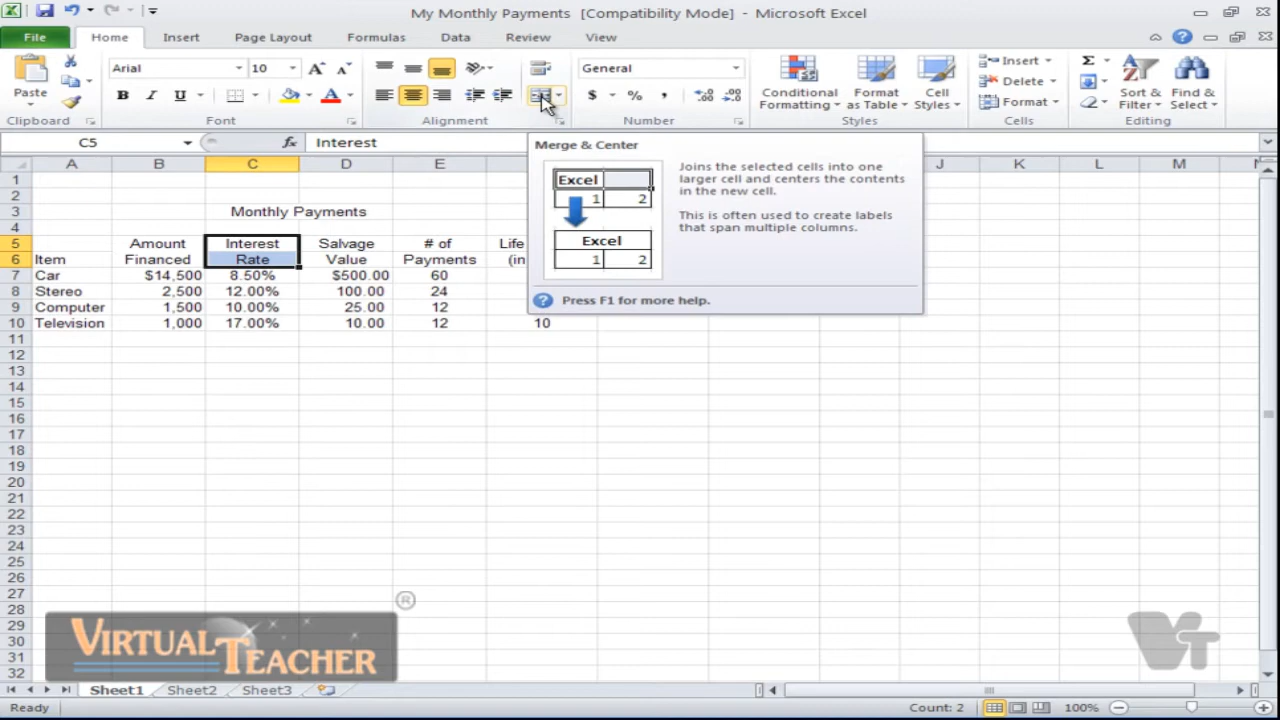 My Monthly Payments [Compatibility Mode] - Microsoft Excel
File Home Insert Page Layout Formulas Data Review View
Arial 10 General Insert Σ
Paste B I U $ % , Conditional Formatting Format as Table Cell Styles Delete Format Sort & Filter Find & Select
Clipboard Font Alignment Number Styles Cells Editing
C5 fx Interest
A B C D E J K L M
1
2
3 Monthly Payments
4
5 Amount Interest Salvage # of Life
6 Item Financed Rate Value Payments (in
7 Car $14,500 8.50% $500.00 60
8 Stereo 2,500 12.00% 100.00 24
9 Computer 1,500 10.00% 25.00 12
10 Television 1,000 17.00% 10.00 12 10
Merge & Center
Excel
1 2
Excel
1 2
Joins the selected cells into one
larger cell and centers the contents
in the new cell.
This is often used to create labels
that span multiple columns.
Press F1 for more help.
11
12
13
14
15
16
17
18
19
20
21
22
23
24
25
26
27
28
29
30
31
32
VIRTUAL TEACHER ®
VT
Sheet1 Sheet2 Sheet3
Ready Count: 2 100%